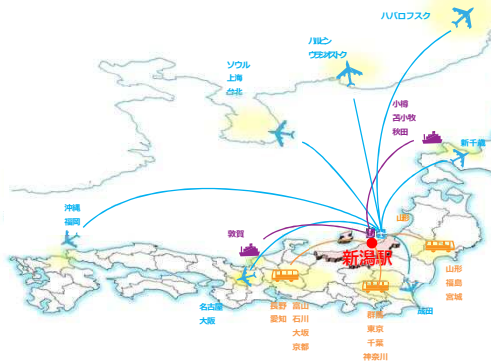 ハバロフスク
ハルビン
ウラジオストク
ソウル
上海
台北
小樽
苫小牧
秋田
新千歳
沖縄
福岡
敦賀
山形
新潟駅
山形
福島
宮城
名古屋
大阪
長野
愛知
富山
石川
大坂
京都
群馬
東京
千葉
神奈川
成田